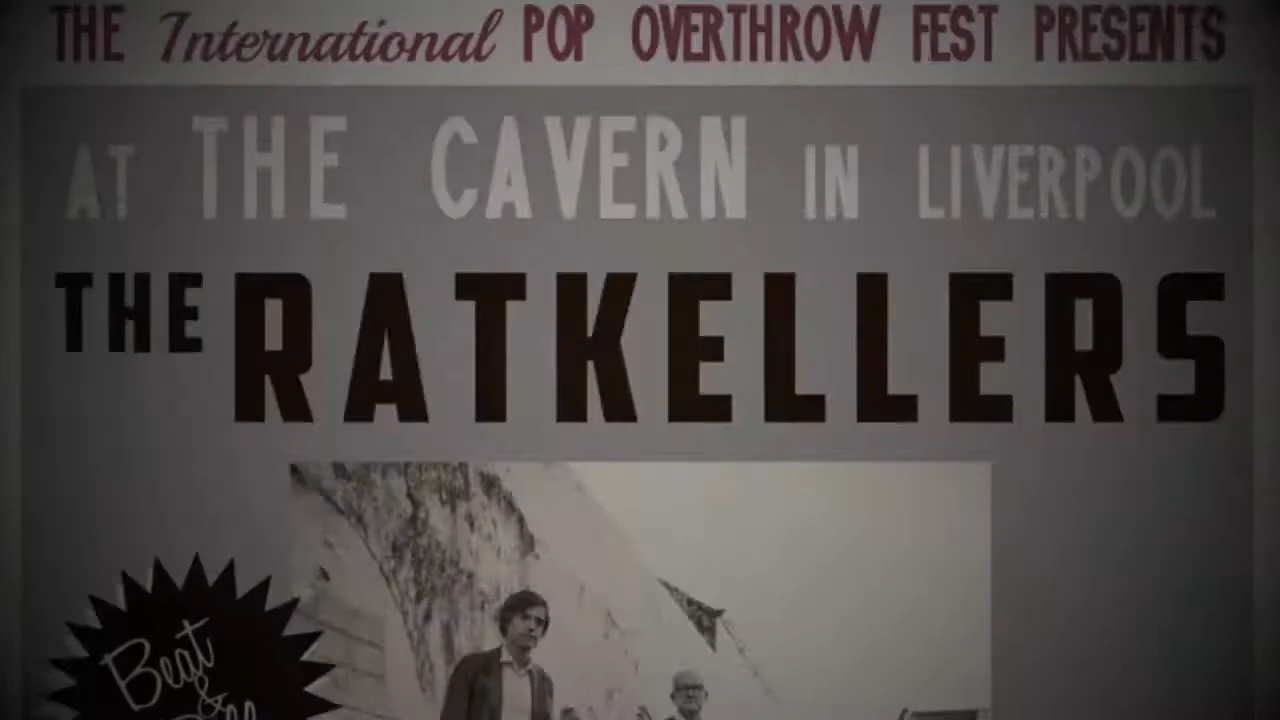 THE International POP OVERTHROW FEST PRESENTS
AT THE CAVERN IN LIVERPOOL
THE RATKELLERS
Beat
&